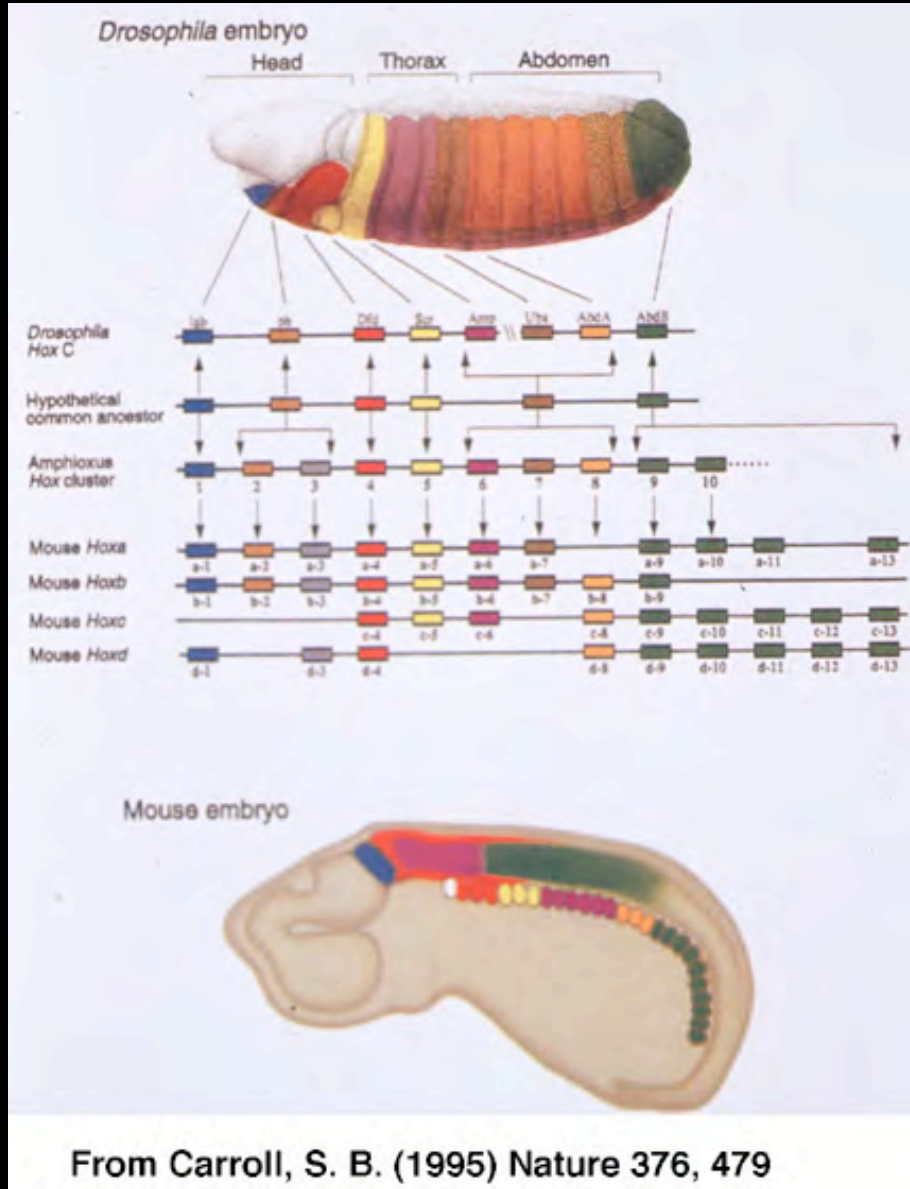 Drosophila embryo
Head Thorax Abdomen
Drosophila Hox C lab pb Dfd Scr Antp Ubx AbdA AbdB
Hypothetical
common ancestor
Amphioxus
Hox cluster
1 2 3 4 5 6 7 8 9 10
Mouse Hoxa
a-1 a-2 a-3 a-4 a-5 a-6 a-7 a-9 a-10 a-11 a-13
Mouse Hoxb
b-1 b-2 b-3 b-4 b-5 b-6 b-7 b-8 b-9
Mouse Hoxc
c-4 c-5 c-6 c-8 c-9 c-10 c-11 c-12 c-13
Mouse Hoxd
d-1 d-3 d-4 d-8 d-9 d-10 d-11 d-12 d-13
Mouse embryo
From Carroll, S. B. (1995) Nature 376, 479